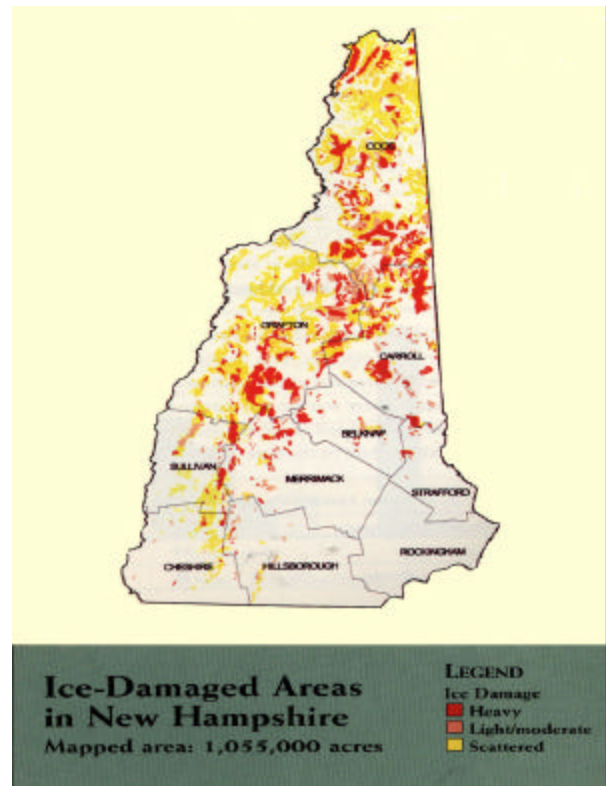 COOS
GRAFTON
CARROLL
BELKNAP
SULLIVAN
MERRIMACK
STRAFFORD
CHESHIRE
HILLSBOROUGH
ROCKINGHAM
Ice-Damaged Areas
in New Hampshire
Mapped area: 1,055,000 acres
LEGEND
Ice Damage
Heavy
Light/moderate
Scattered